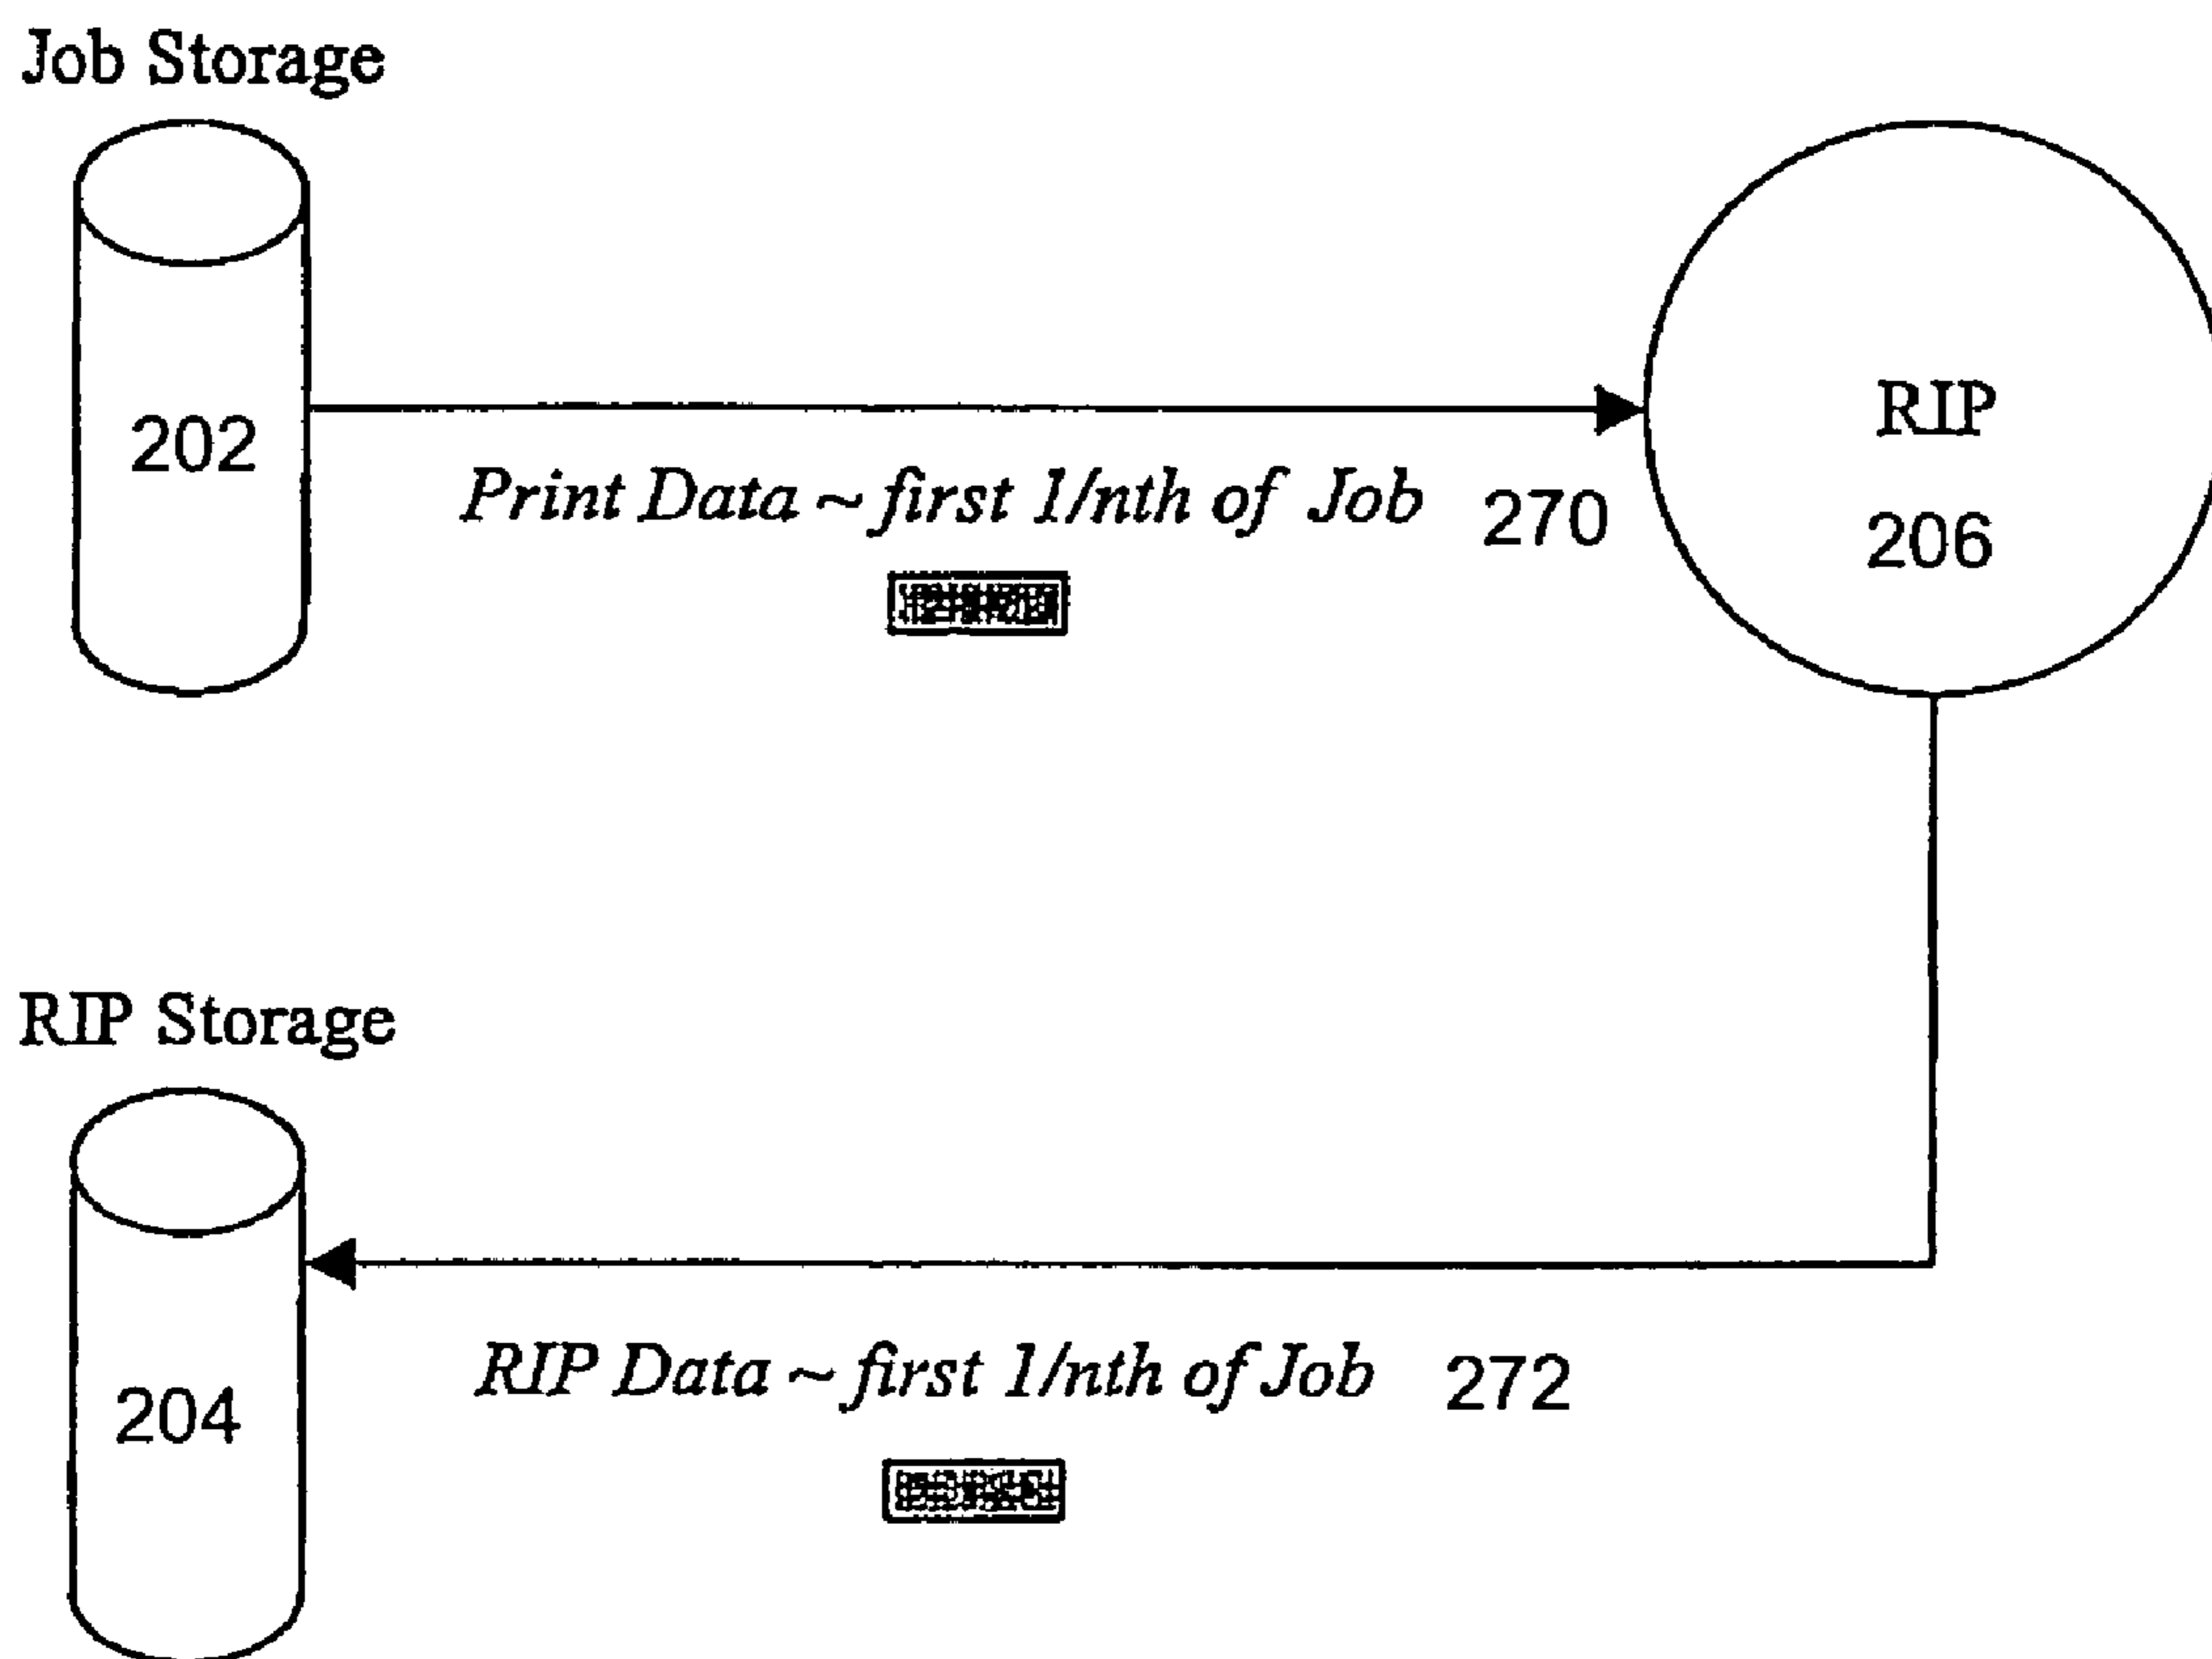 Job Storage
202
Print Data ~ first 1/nth of Job 270
RIP
206
RIP Storage
204
RIP Data ~ first 1/nth of Job 272